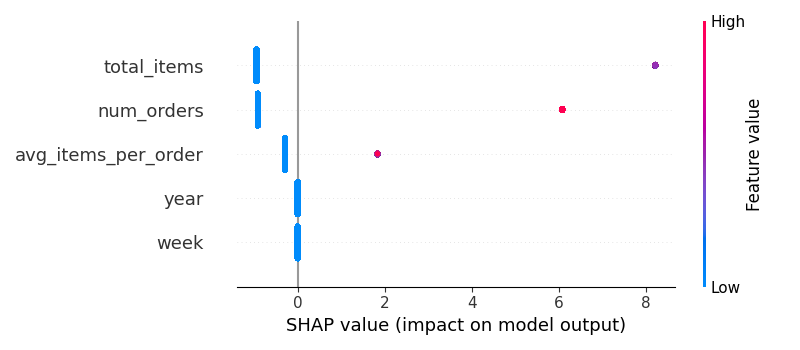 High
total_items
num_orders
avg_items_per_order
year
week
Feature value
Low
0 2 4 6 8
SHAP value (impact on model output)